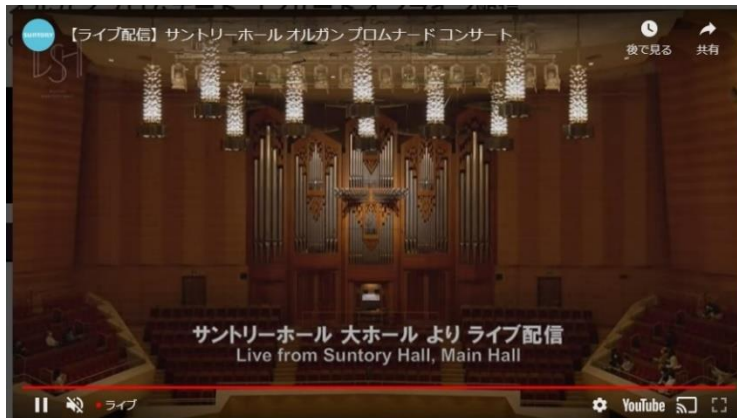 SUNTORY
【ライブ配信】サントリーホール オルガン プロムナード コンサート
後で見る
共有
サントリーホール 大ホール より ライブ配信
Live from Suntory Hall, Main Hall
ライブ
YouTube